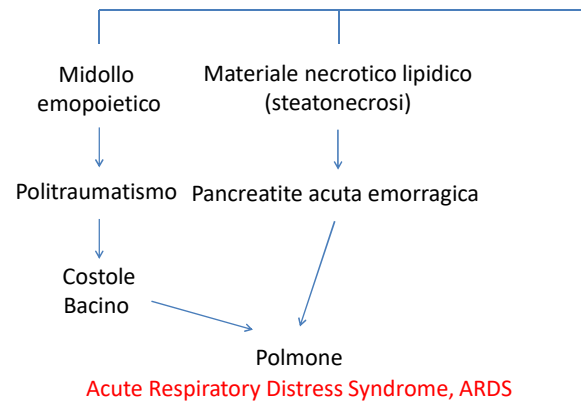 Midollo
emopoietico
Materiale necrotico lipidico
(steatonecrosi)
Politraumatismo
Pancreatite acuta emorragica
Costole
Bacino
Polmone
Acute Respiratory Distress Syndrome, ARDS